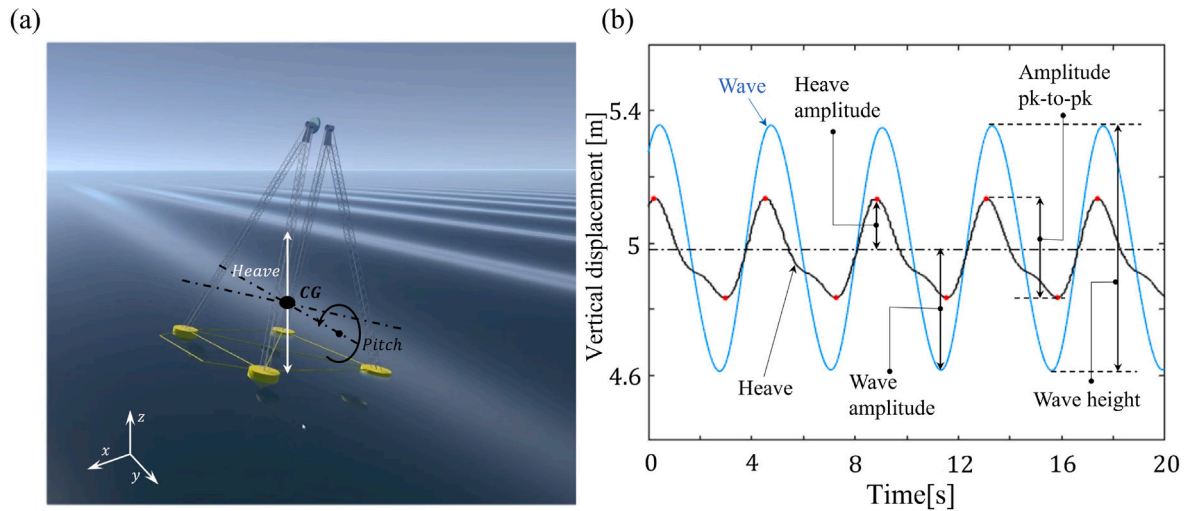 (a)
Heave
CG
Pitch
z
x
y
(b)
Vertical displacement [m]
5.4
5
4.6
Wave
Heave
amplitude
Amplitude
pk-to-pk
Heave
Wave
amplitude
Wave height
0
4
8
12
16
20
Time[s]